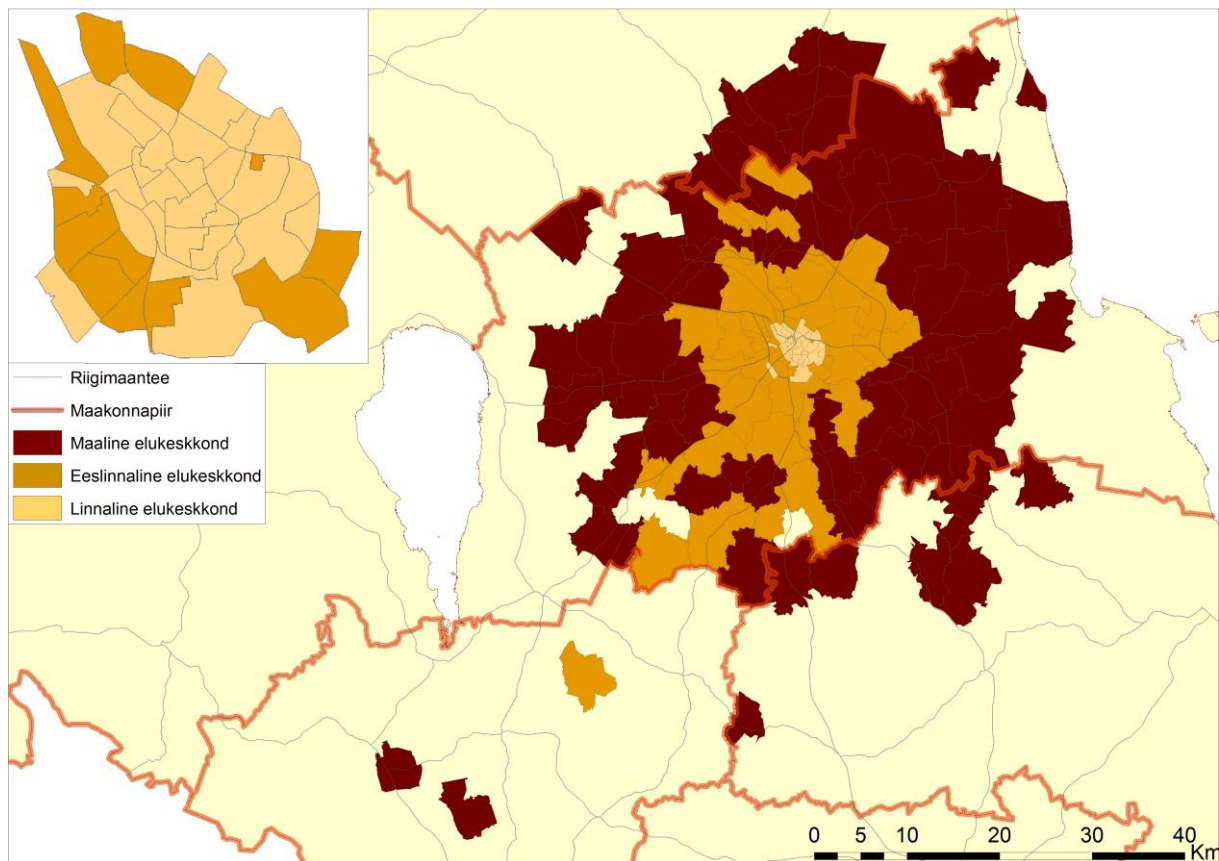 Riigimaantee
Maakonnapiir
Maaline elukeskkond
Eeslinnaline elukeskkond
Linnaline elukeskkond
0 5 10 20 30 40
Km